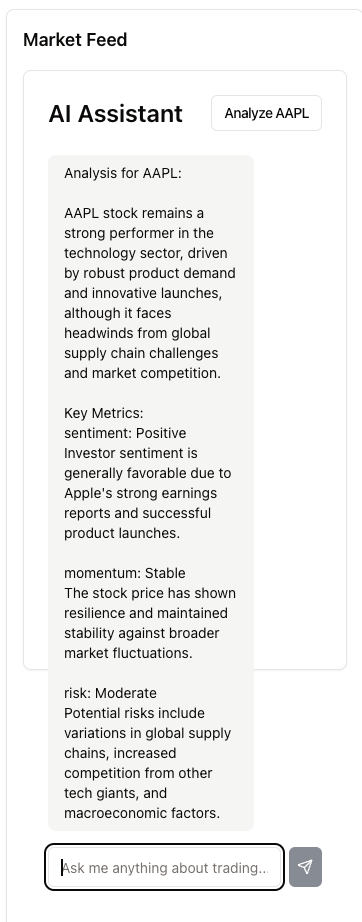 Market Feed
AI Assistant
Analyze AAPL
Analysis for AAPL:
AAPL stock remains a
strong performer in the
technology sector, driven
by robust product demand
and innovative launches,
although it faces
headwinds from global
supply chain challenges
and market competition.
Key Metrics:
sentiment: Positive
Investor sentiment is
generally favorable due to
Apple's strong earnings
reports and successful
product launches.
momentum: Stable
The stock price has shown
resilience and maintained
stability against broader
market fluctuations.
risk: Moderate
Potential risks include
variations in global supply
chains, increased
competition from other
tech giants, and
macroeconomic factors.
Ask me anything about trading...